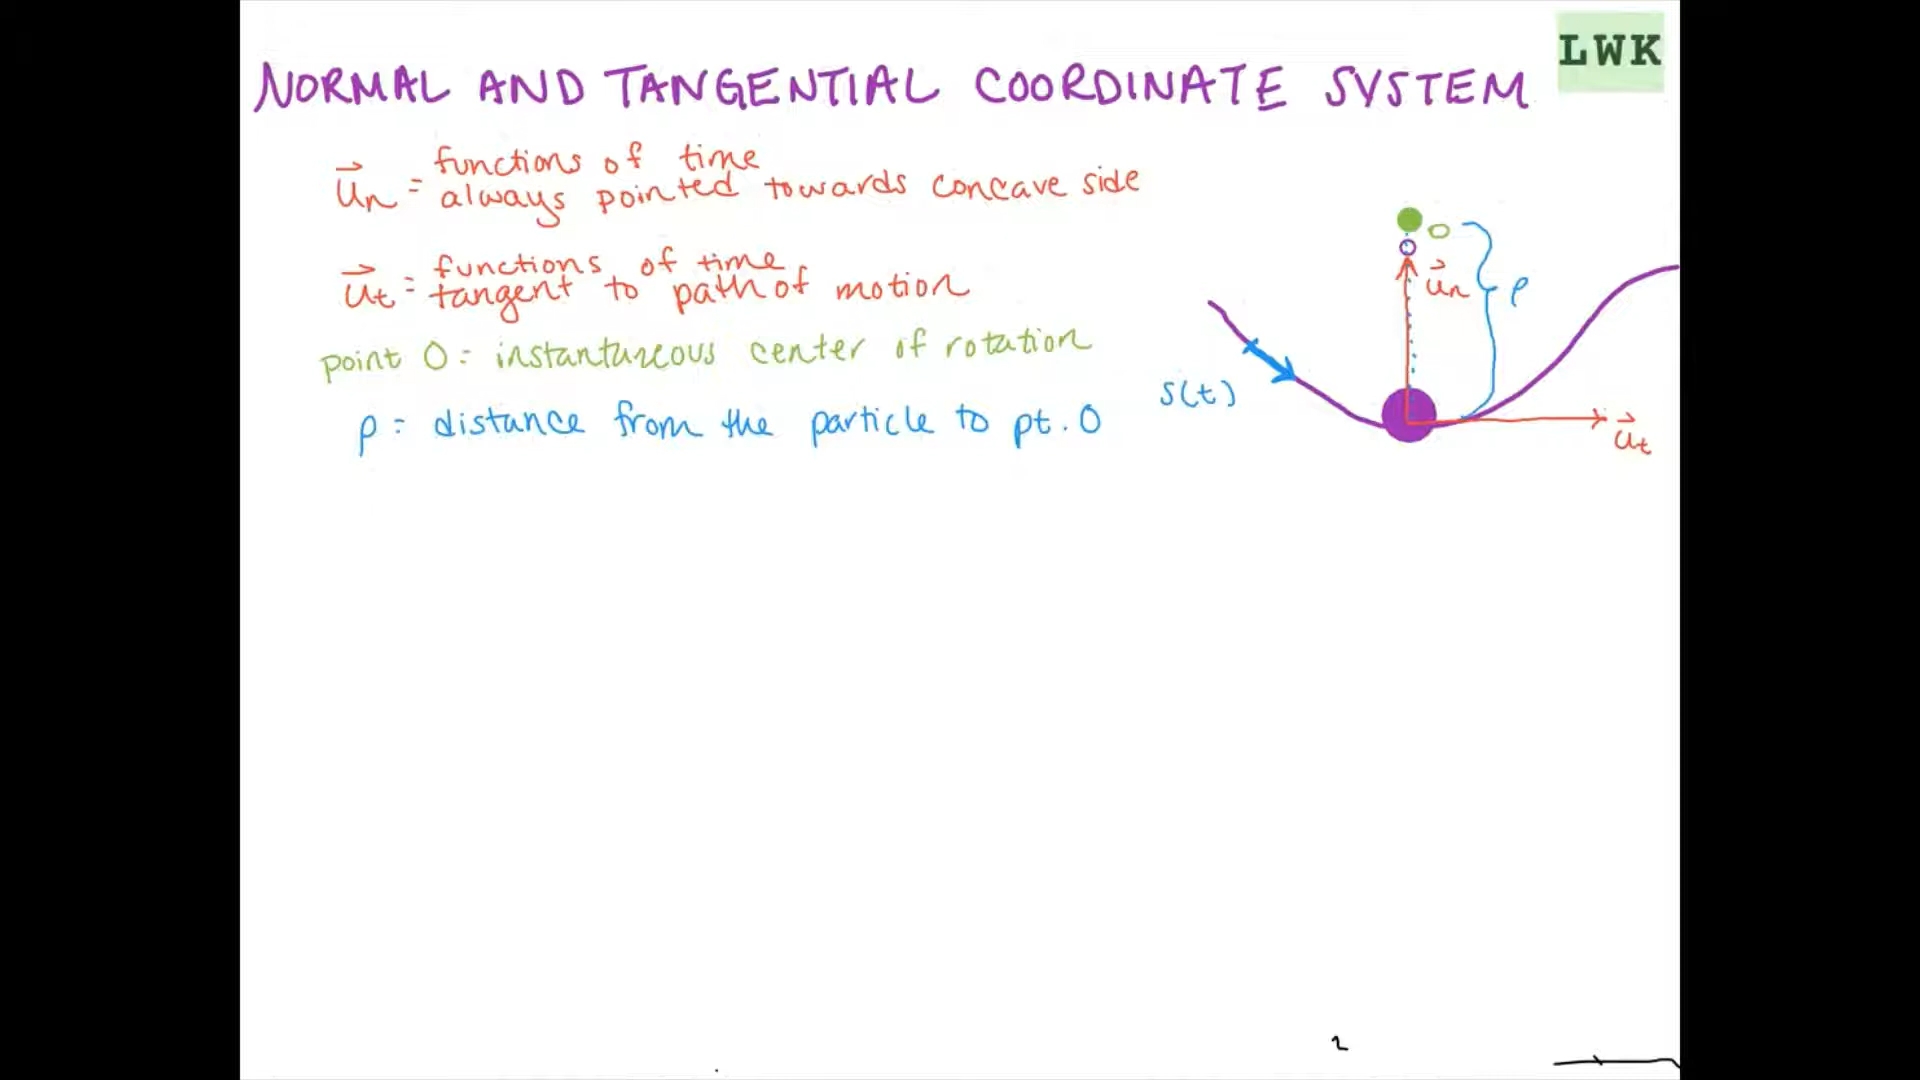 LWK
NORMAL AND TANGENTIAL COORDINATE SYSTEM
functions of time
un = always pointed towards concave side
functions of time
ut = tangent to path of motion
point O = instantaneous center of rotation
ρ = distance from the particle to pt. O
O
un
ρ
s(t)
ut
2